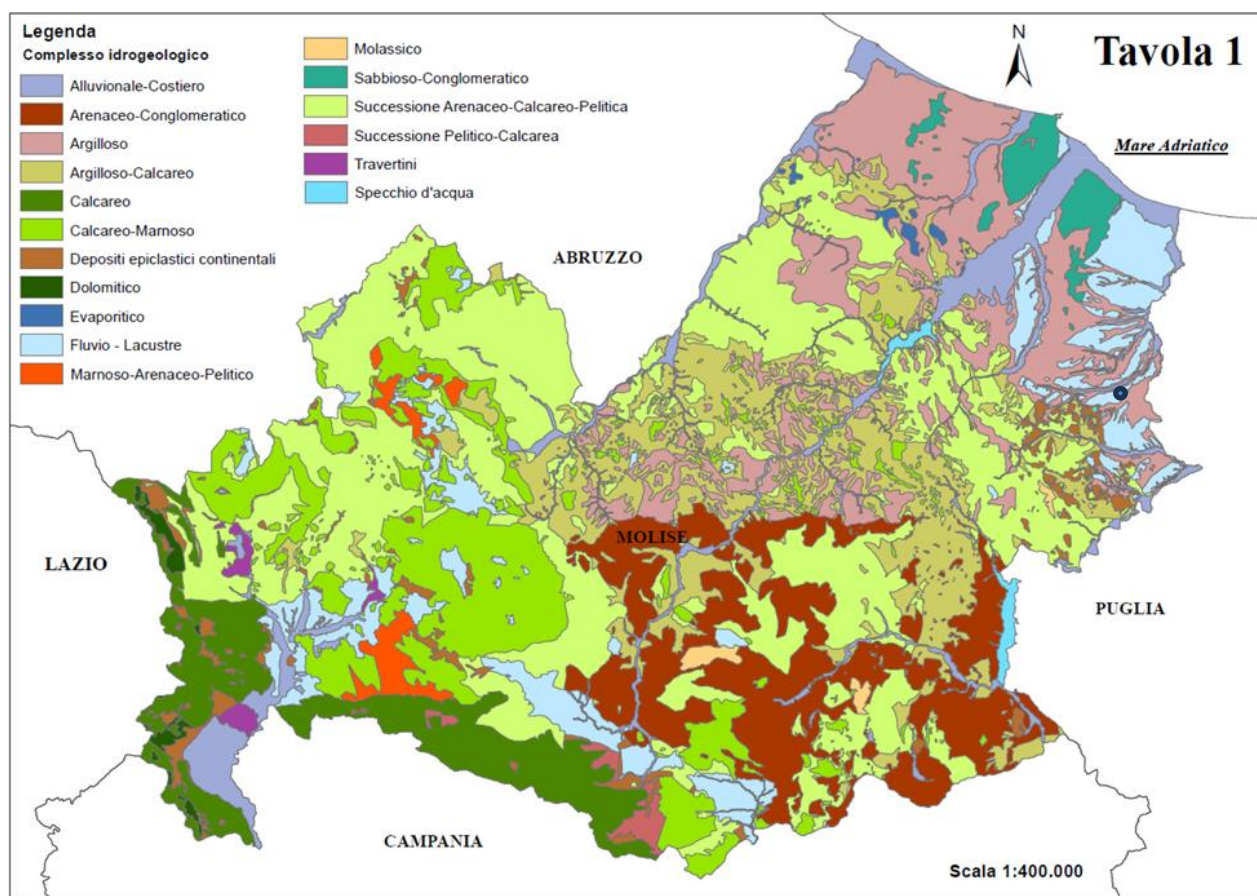 Legenda
Complesso idrogeologico
Alluvionale-Costiero
Arenaceo-Conglomeratico
Argilloso
Argilloso-Calcareo
Calcareo
Calcareo-Marnoso
Depositi epiclastici continentali
Dolomitico
Evaporitico
Fluvio - Lacustre
Marnoso-Arenaceo-Pelitico
Molassico
Sabbioso-Conglomeratico
Successione Arenaceo-Calcareo-Pelitica
Successione Pelitico-Calcarea
Travertini
Specchio d'acqua
N
Tavola 1
Mare Adriatico
ABRUZZO
LAZIO
MOLISE
PUGLIA
CAMPANIA
Scala 1:400.000